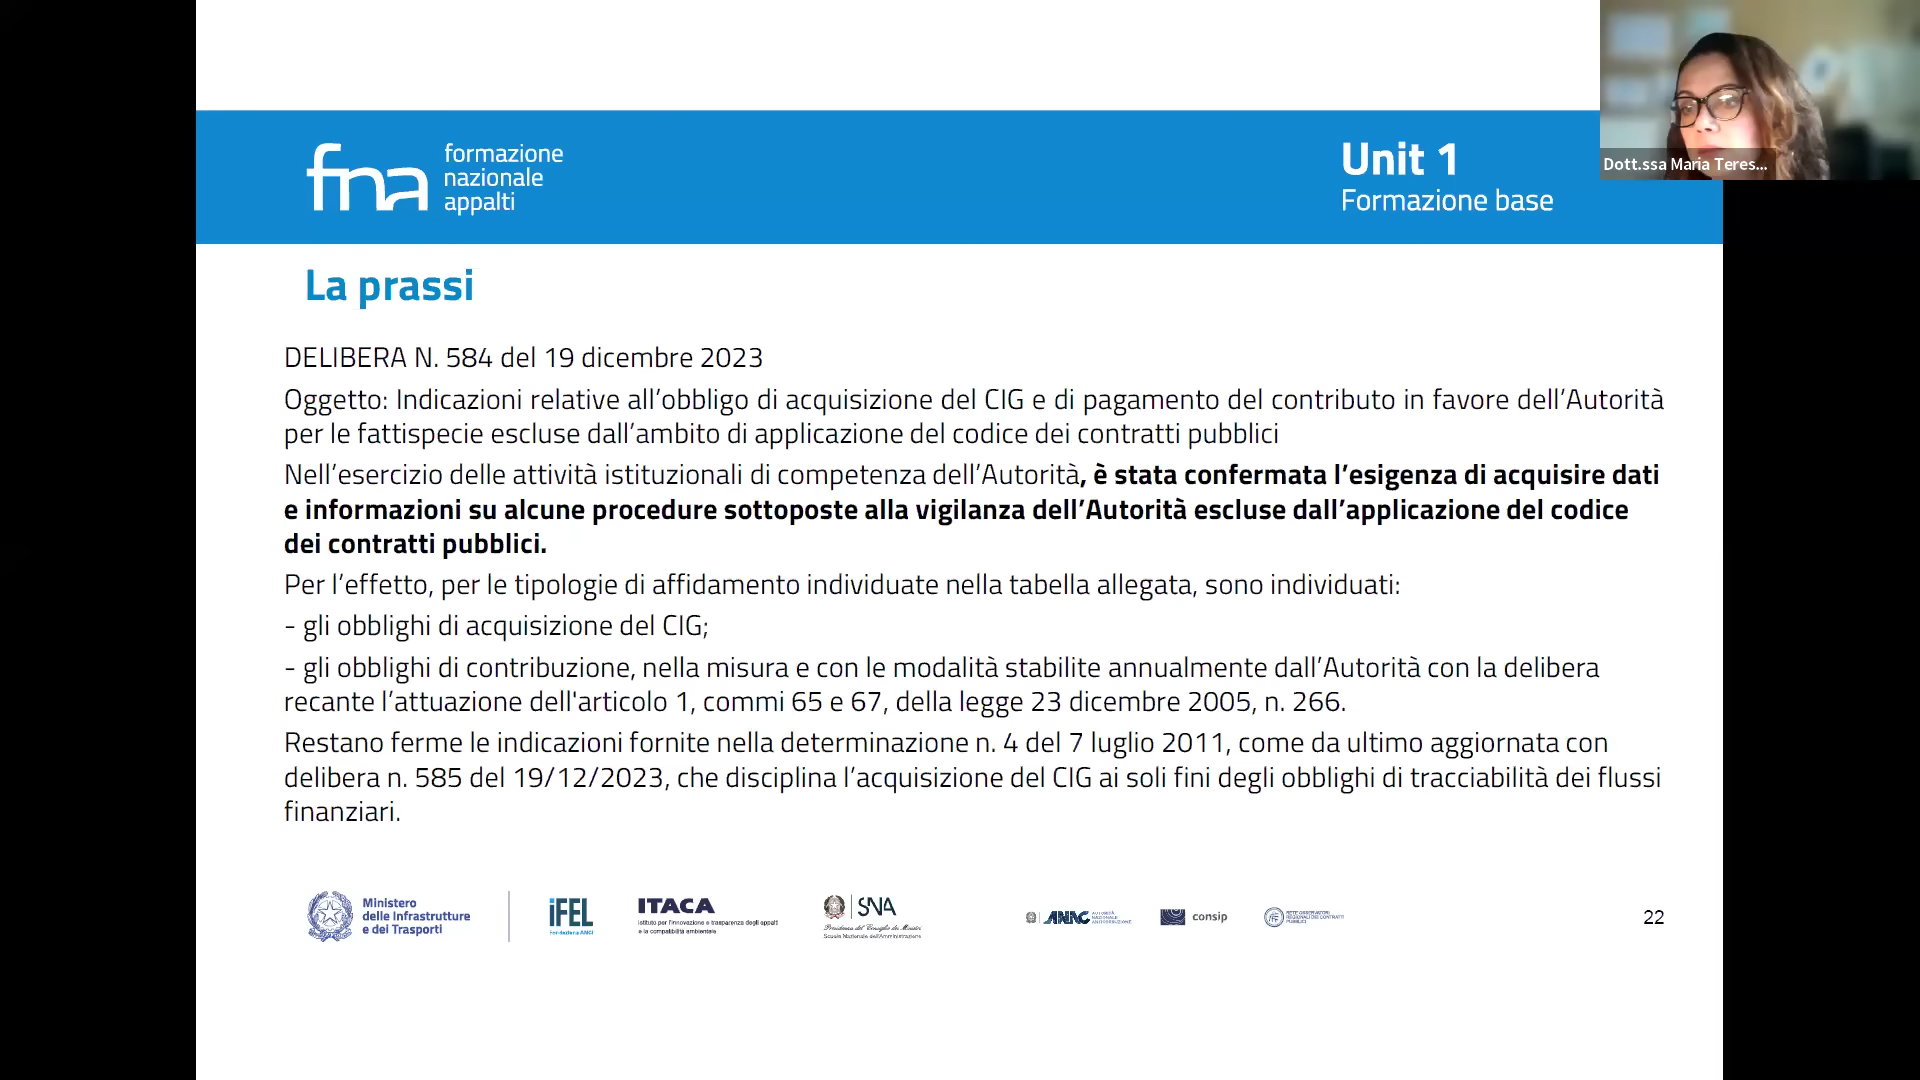 fna
formazione
nazionale
appalti
Unit 1
Formazione base
Dott.ssa Maria Teres...
La prassi
DELIBERA N. 584 del 19 dicembre 2023
Oggetto: Indicazioni relative all’obbligo di acquisizione del CIG e di pagamento del contributo in favore dell’Autorità
per le fattispecie escluse dall’ambito di applicazione del codice dei contratti pubblici
Nell’esercizio delle attività istituzionali di competenza dell’Autorità, è stata confermata l’esigenza di acquisire dati
e informazioni su alcune procedure sottoposte alla vigilanza dell’Autorità escluse dall’applicazione del codice
dei contratti pubblici.
Per l’effetto, per le tipologie di affidamento individuate nella tabella allegata, sono individuati:
- gli obblighi di acquisizione del CIG;
- gli obblighi di contribuzione, nella misura e con le modalità stabilite annualmente dall’Autorità con la delibera
recante l’attuazione dell'articolo 1, commi 65 e 67, della legge 23 dicembre 2005, n. 266.
Restano ferme le indicazioni fornite nella determinazione n. 4 del 7 luglio 2011, come da ultimo aggiornata con
delibera n. 585 del 19/12/2023, che disciplina l’acquisizione del CIG ai soli fini degli obblighi di tracciabilità dei flussi
finanziari.
Ministero
delle Infrastrutture
e dei Trasporti
iFEL
Fondazione ANCI
ITACA
istituto per l'innovazione e trasparenza degli appalti
e la compatibilità ambientale
SNA
Presidenza del Consiglio dei Ministri
Scuola Nazionale dell'Amministrazione
ANAC
AUTORITÀ
NAZIONALE
ANTICORRUZIONE
consip
RETE OSSERVATORI
REGIONALI DEI CONTRATTI
PUBBLICI
22